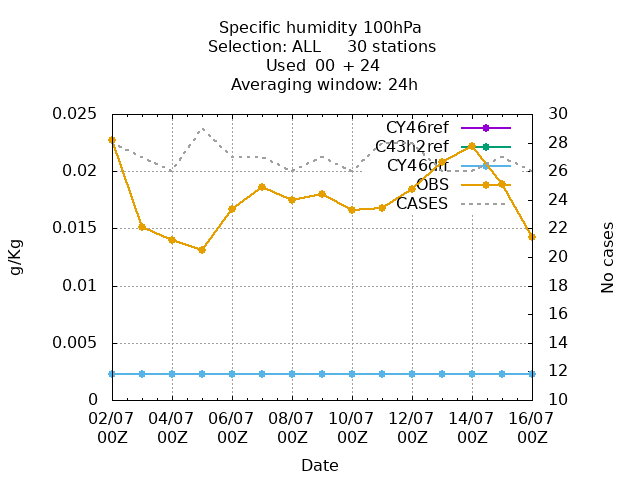 Specific humidity 100hPa
Selection: ALL 30 stations
Used 00 + 24
Averaging window: 24h
0.025
0.02
0.015
0.01
0.005
0
g/Kg
30
28
26
24
22
20
18
16
14
12
10
No cases
CY46ref
C43h2ref
CY46dfr
OBS
CASES
02/07 04/07 06/07 08/07 10/07 12/07 14/07 16/07
00Z 00Z 00Z 00Z 00Z 00Z 00Z 00Z
Date